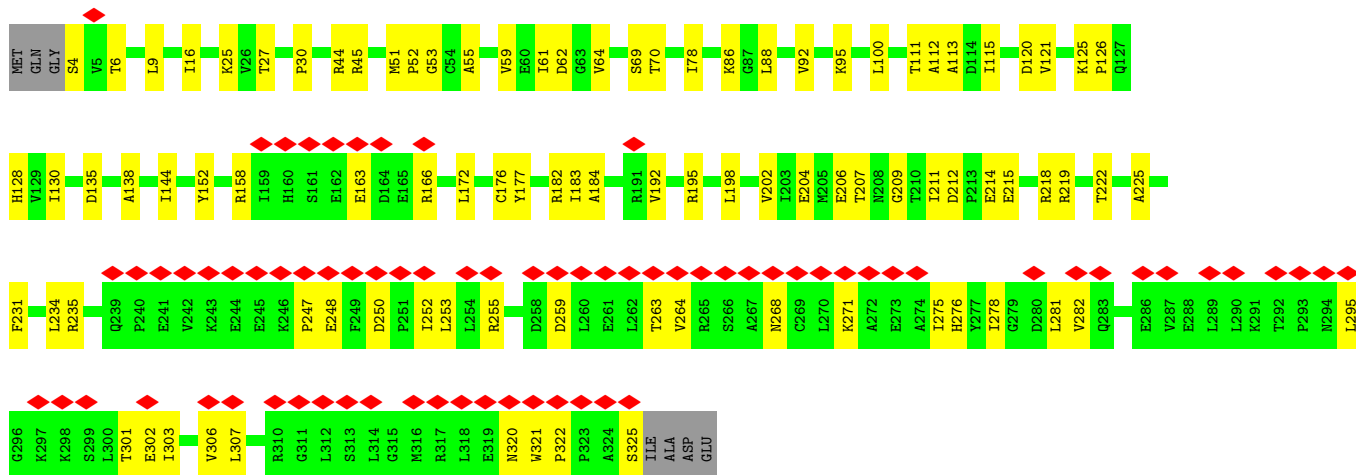 MET GLN GLY S4 V5 T6 L9 I16 K25 V26 T27 P30 R44 R45 M51 P52 G53 C54 A55 V59 E60 I61 D62 G63 V64 S69 T70 I78 K86 G87 L88 V92 K95 L100 T111 A112 A113 D114 I115 D120 V121 K125 P126 Q127
H128 V129 I130 D135 A138 I144 Y152 R158 I159 H160 S161 E162 E163 D164 E165 R166 L172 C176 Y177 R182 I183 A184 R191 V192 R195 L198 V202 I203 E204 M205 E206 T207 N208 G209 T210 I211 D212 P213 E214 E215 R218 R219 T222 A225
F231 L234 R235 Q239 P240 E241 V242 K243 E244 E245 K246 P247 E248 F249 D250 P251 I252 L253 L254 R255 D258 D259 L260 E261 L262 T263 V264 R265 S266 A267 N268 C269 L270 K271 A272 E273 A274 I275 H276 Y277 I278 G279 D280 L281 V282 Q283 E286 V287 E288 L289 L290 K291 T292 P293 N294 L295
G296 K297 K298 S299 L300 T301 E302 I303 V306 L307 R310 G311 L312 S313 L314 G315 M316 R317 L318 E319 N320 W321 P322 P323 A324 S325 ILE ALA ASP GLU